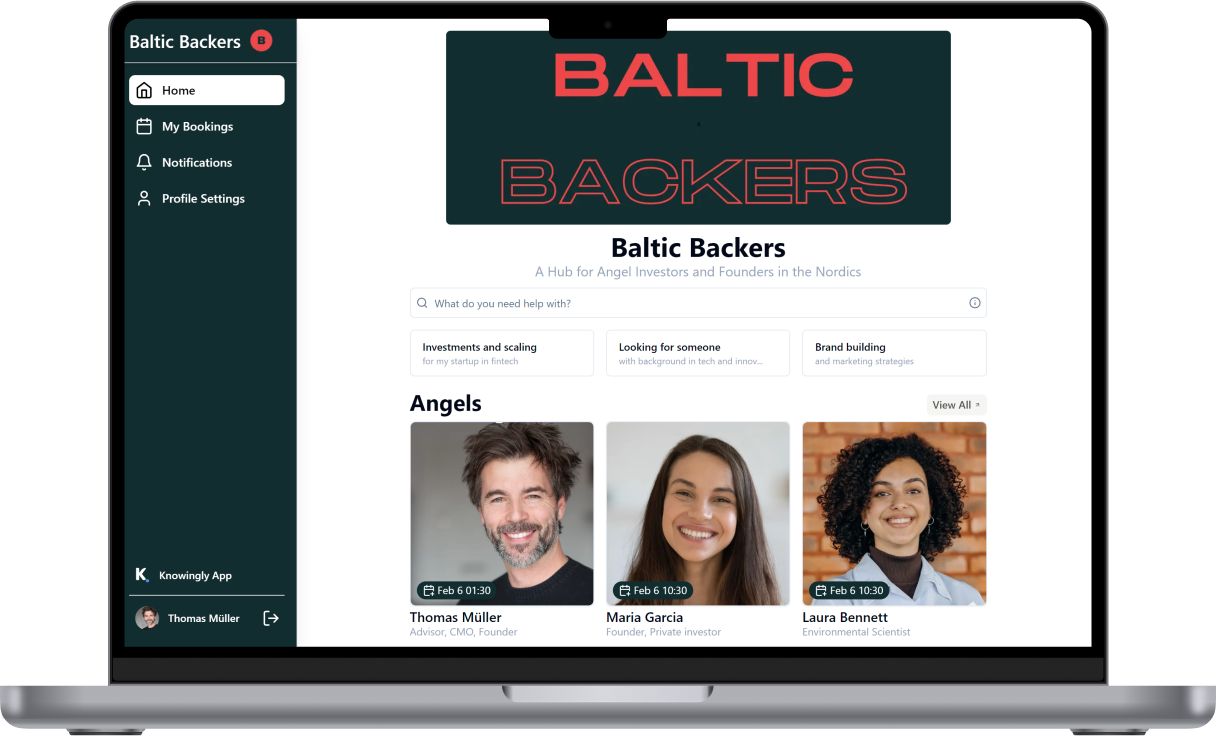 Baltic Backers B
Home
My Bookings
Notifications
Profile Settings
K. Knowingly App
Thomas Müller
BALTIC
BACKERS
Baltic Backers
A Hub for Angel Investors and Founders in the Nordics
What do you need help with?
Investments and scaling
for my startup in fintech
Looking for someone
with background in tech and innov...
Brand building
and marketing strategies
Angels
View All
Feb 6 01:30
Thomas Müller
Advisor, CMO, Founder
Feb 6 10:30
Maria Garcia
Founder, Private investor
Feb 6 10:30
Laura Bennett
Environmental Scientist